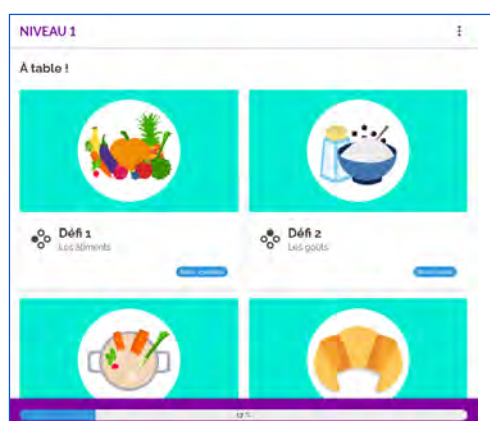 NIVEAU 1
À table !
Défi 1
Les aliments
Défi 2
Les goûts